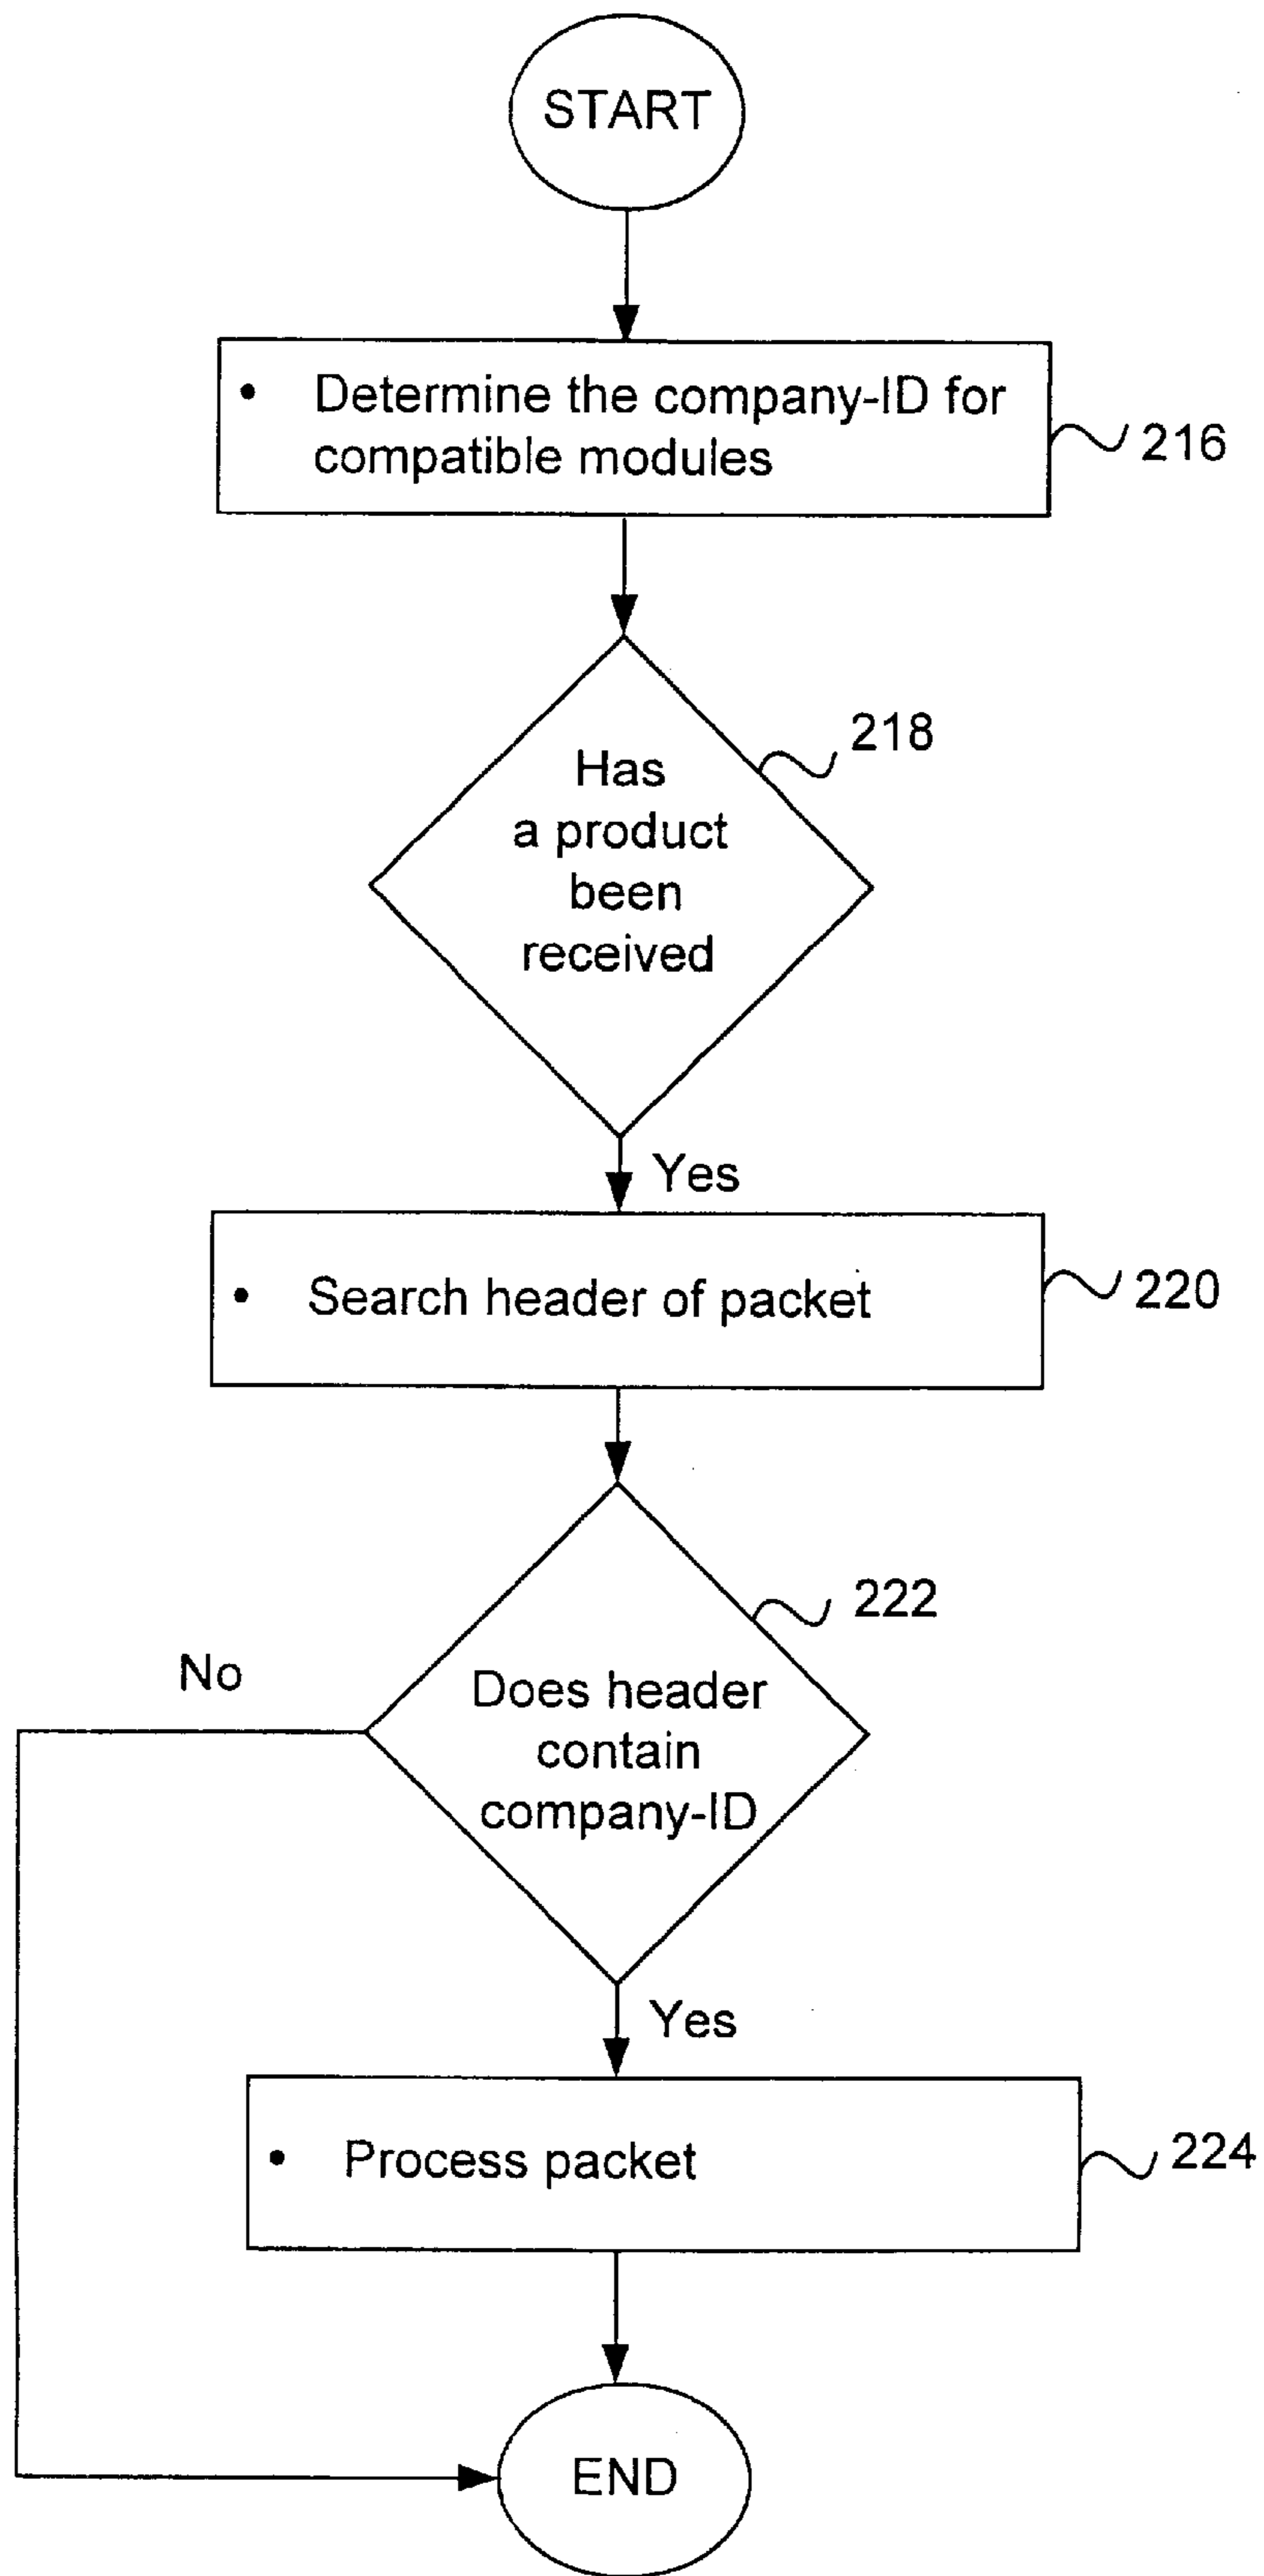 START
• Determine the company-ID for
compatible modules
216
218
Has
a product
been
received
Yes
• Search header of packet
220
222
No
Does header
contain
company-ID
Yes
• Process packet
224
END